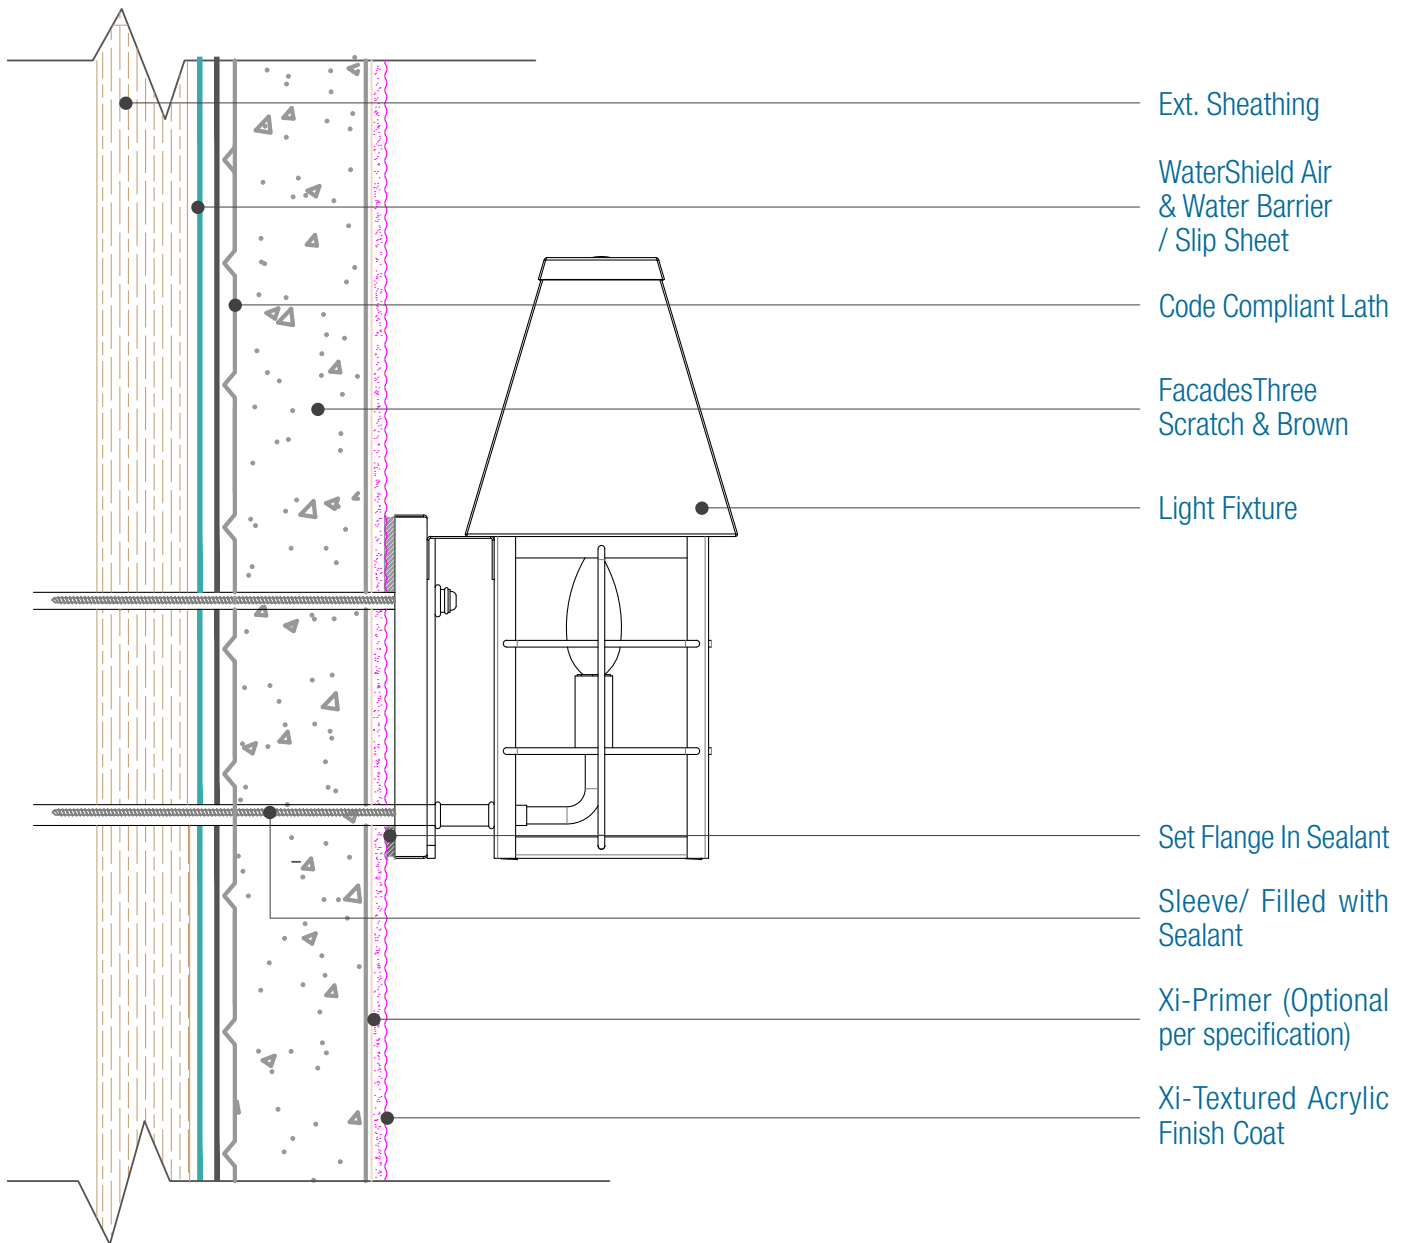 Ext. Sheathing
WaterShield Air
& Water Barrier
/ Slip Sheet
Code Compliant Lath
FacadesThree
Scratch & Brown
Light Fixture
Set Flange In Sealant
Sleeve/ Filled with
Sealant
Xi-Primer (Optional
per specification)
Xi-Textured Acrylic
Finish Coat